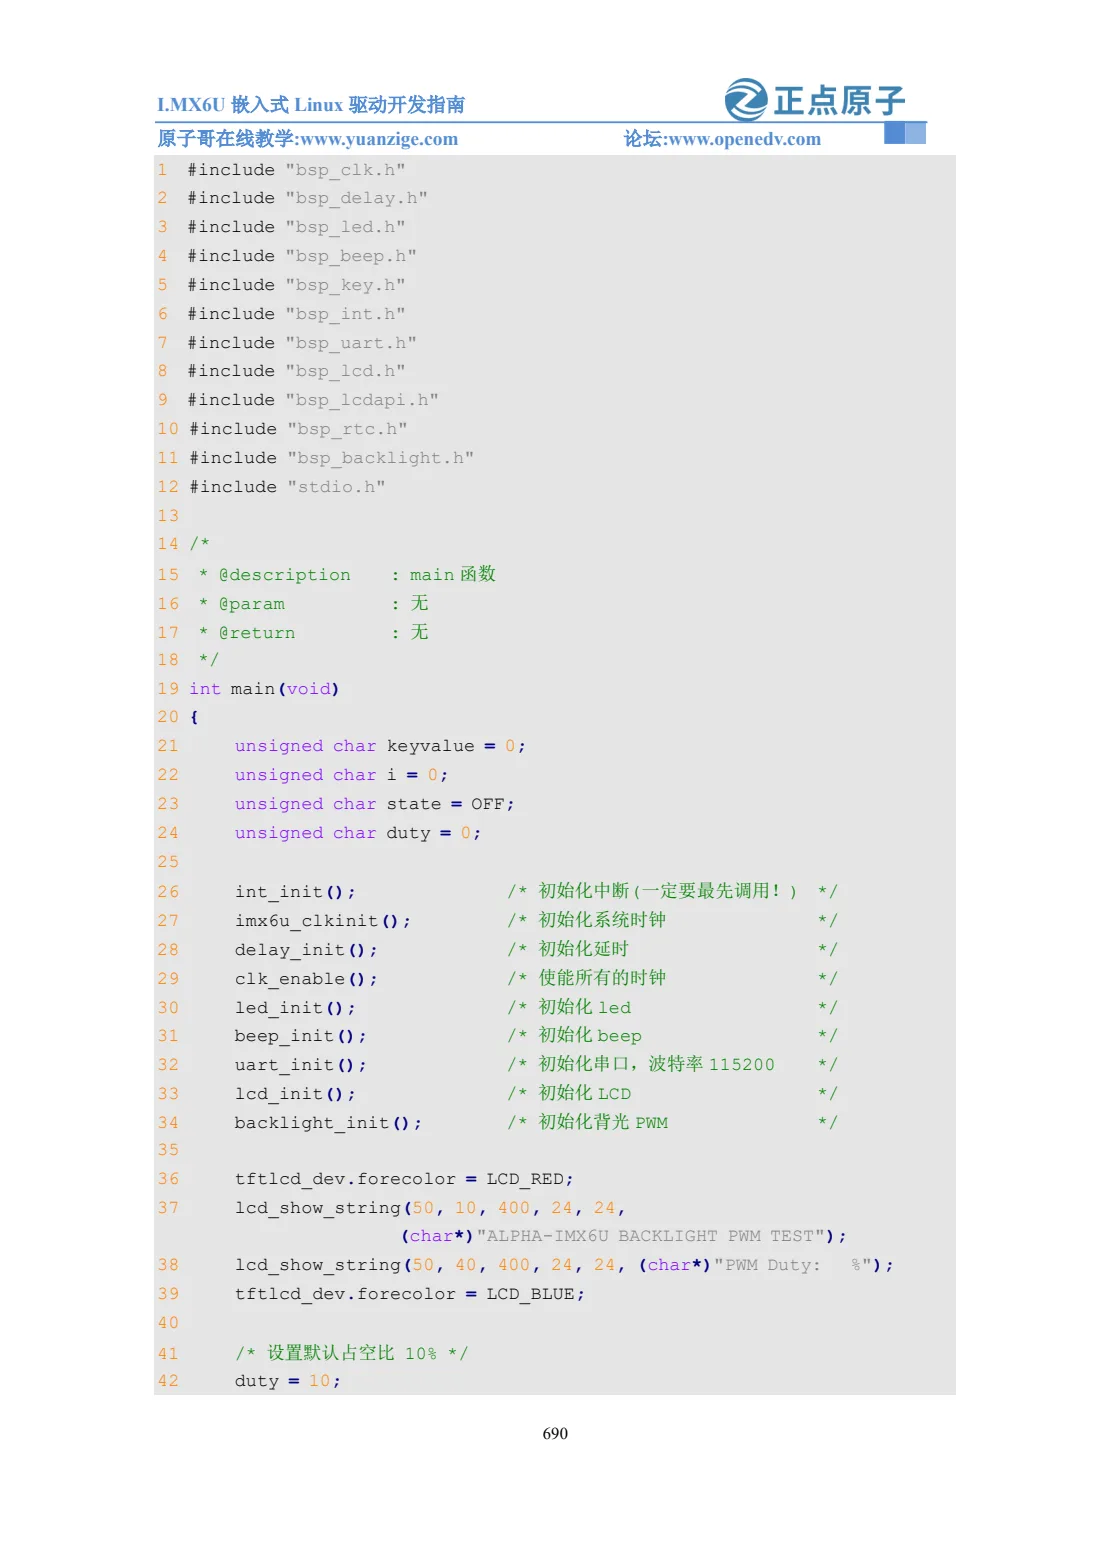 I.MX6U 嵌入式 Linux 驱动开发指南
正点原子
原子哥在线教学:www.yuanzige.com 论坛:www.openedv.com
1 #include "bsp_clk.h"
2 #include "bsp_delay.h"
3 #include "bsp_led.h"
4 #include "bsp_beep.h"
5 #include "bsp_key.h"
6 #include "bsp_int.h"
7 #include "bsp_uart.h"
8 #include "bsp_lcd.h"
9 #include "bsp_lcdapi.h"
10 #include "bsp_rtc.h"
11 #include "bsp_backlight.h"
12 #include "stdio.h"
13
14 /*
15  * @description    : main 函数
16  * @param          : 无
17  * @return         : 无
18  */
19 int main(void)
20 {
21     unsigned char keyvalue = 0;
22     unsigned char i = 0;
23     unsigned char state = OFF;
24     unsigned char duty = 0;
25
26     int_init();              /* 初始化中断(一定要最先调用！)  */
27     imx6u_clkinit();         /* 初始化系统时钟               */
28     delay_init();            /* 初始化延时                   */
29     clk_enable();            /* 使能所有的时钟               */
30     led_init();              /* 初始化 led                   */
31     beep_init();             /* 初始化 beep                  */
32     uart_init();             /* 初始化串口，波特率 115200    */
33     lcd_init();              /* 初始化 LCD                   */
34     backlight_init();        /* 初始化背光 PWM               */
35
36     tftlcd_dev.forecolor = LCD_RED;
37     lcd_show_string(50, 10, 400, 24, 24,
(char*)"ALPHA-IMX6U BACKLIGHT PWM TEST");
38     lcd_show_string(50, 40, 400, 24, 24, (char*)"PWM Duty:   %");
39     tftlcd_dev.forecolor = LCD_BLUE;
40
41     /* 设置默认占空比 10% */
42     duty = 10;
690